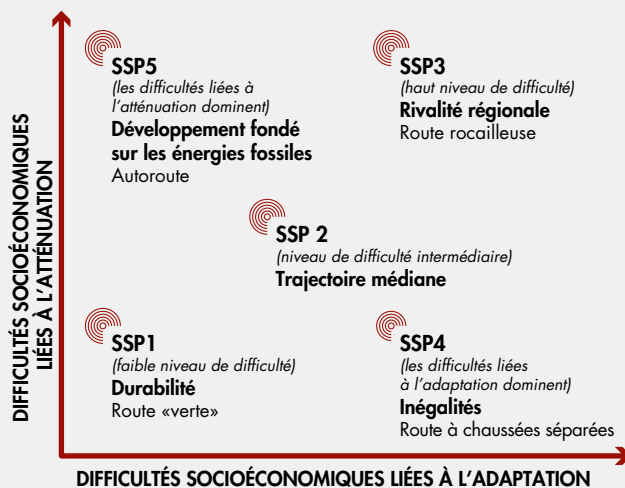 DIFFICULTÉS SOCIOÉCONOMIQUES
LIÉES À L'ATTÉNUATION
SSP5
(les difficultés liées à
l'atténuation dominent)
Développement fondé
sur les énergies fossiles
Autoroute
SSP3
(haut niveau de difficulté)
Rivalité régionale
Route rocailleuse
SSP 2
(niveau de difficulté intermédiaire)
Trajectoire médiane
SSP1
(faible niveau de difficulté)
Durabilité
Route «verte»
SSP4
(les difficultés liées
à l'adaptation dominent)
Inégalités
Route à chaussées séparées
DIFFICULTÉS SOCIOÉCONOMIQUES LIÉES À L'ADAPTATION